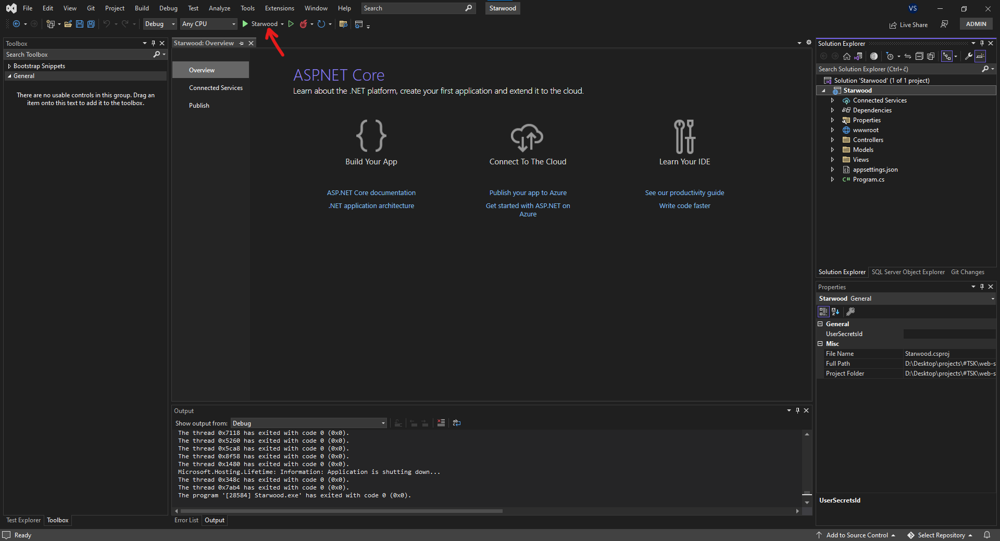 File Edit View Git Project Build Debug Test Analyze Tools Extensions Window Help Search Starwood VS
Debug Any CPU Starwood Live Share ADMIN
Toolbox
Search Toolbox
Bootstrap Snippets
General
There are no usable controls in this group. Drag an
item onto this text to add it to the toolbox.
Test Explorer Toolbox
Starwood: Overview
Overview
Connected Services
Publish
ASP.NET Core
Learn about the .NET platform, create your first application and extend it to the cloud.
Build Your App
ASP.NET Core documentation
.NET application architecture
Connect To The Cloud
Publish your app to Azure
Get started with ASP.NET on
Azure
Learn Your IDE
See our productivity guide
Write code faster
Output
Show output from: Debug
The thread 0x7118 has exited with code 0 (0x0).
The thread 0x5260 has exited with code 0 (0x0).
The thread 0x5ca8 has exited with code 0 (0x0).
The thread 0x8f58 has exited with code 0 (0x0).
The thread 0x1480 has exited with code 0 (0x0).
Microsoft.Hosting.Lifetime: Information: Application is shutting down...
The thread 0x348c has exited with code 0 (0x0).
The thread 0x7ab4 has exited with code 0 (0x0).
The program '[28584] Starwood.exe' has exited with code 0 (0x0).
Error List Output
Solution Explorer
Search Solution Explorer (Ctrl+č)
Solution 'Starwood' (1 of 1 project)
Starwood
Connected Services
Dependencies
Properties
wwwroot
Controllers
Models
Views
appsettings.json
C# Program.cs
Solution Explorer SQL Server Object Explorer Git Changes
Properties
Starwood General
General
UserSecretsId
Misc
File Name Starwood.csproj
Full Path D:\Desktop\projects\#TSK\web-s
Project Folder D:\Desktop\projects\#TSK\web-s
UserSecretsId
Ready Add to Source Control Select Repository